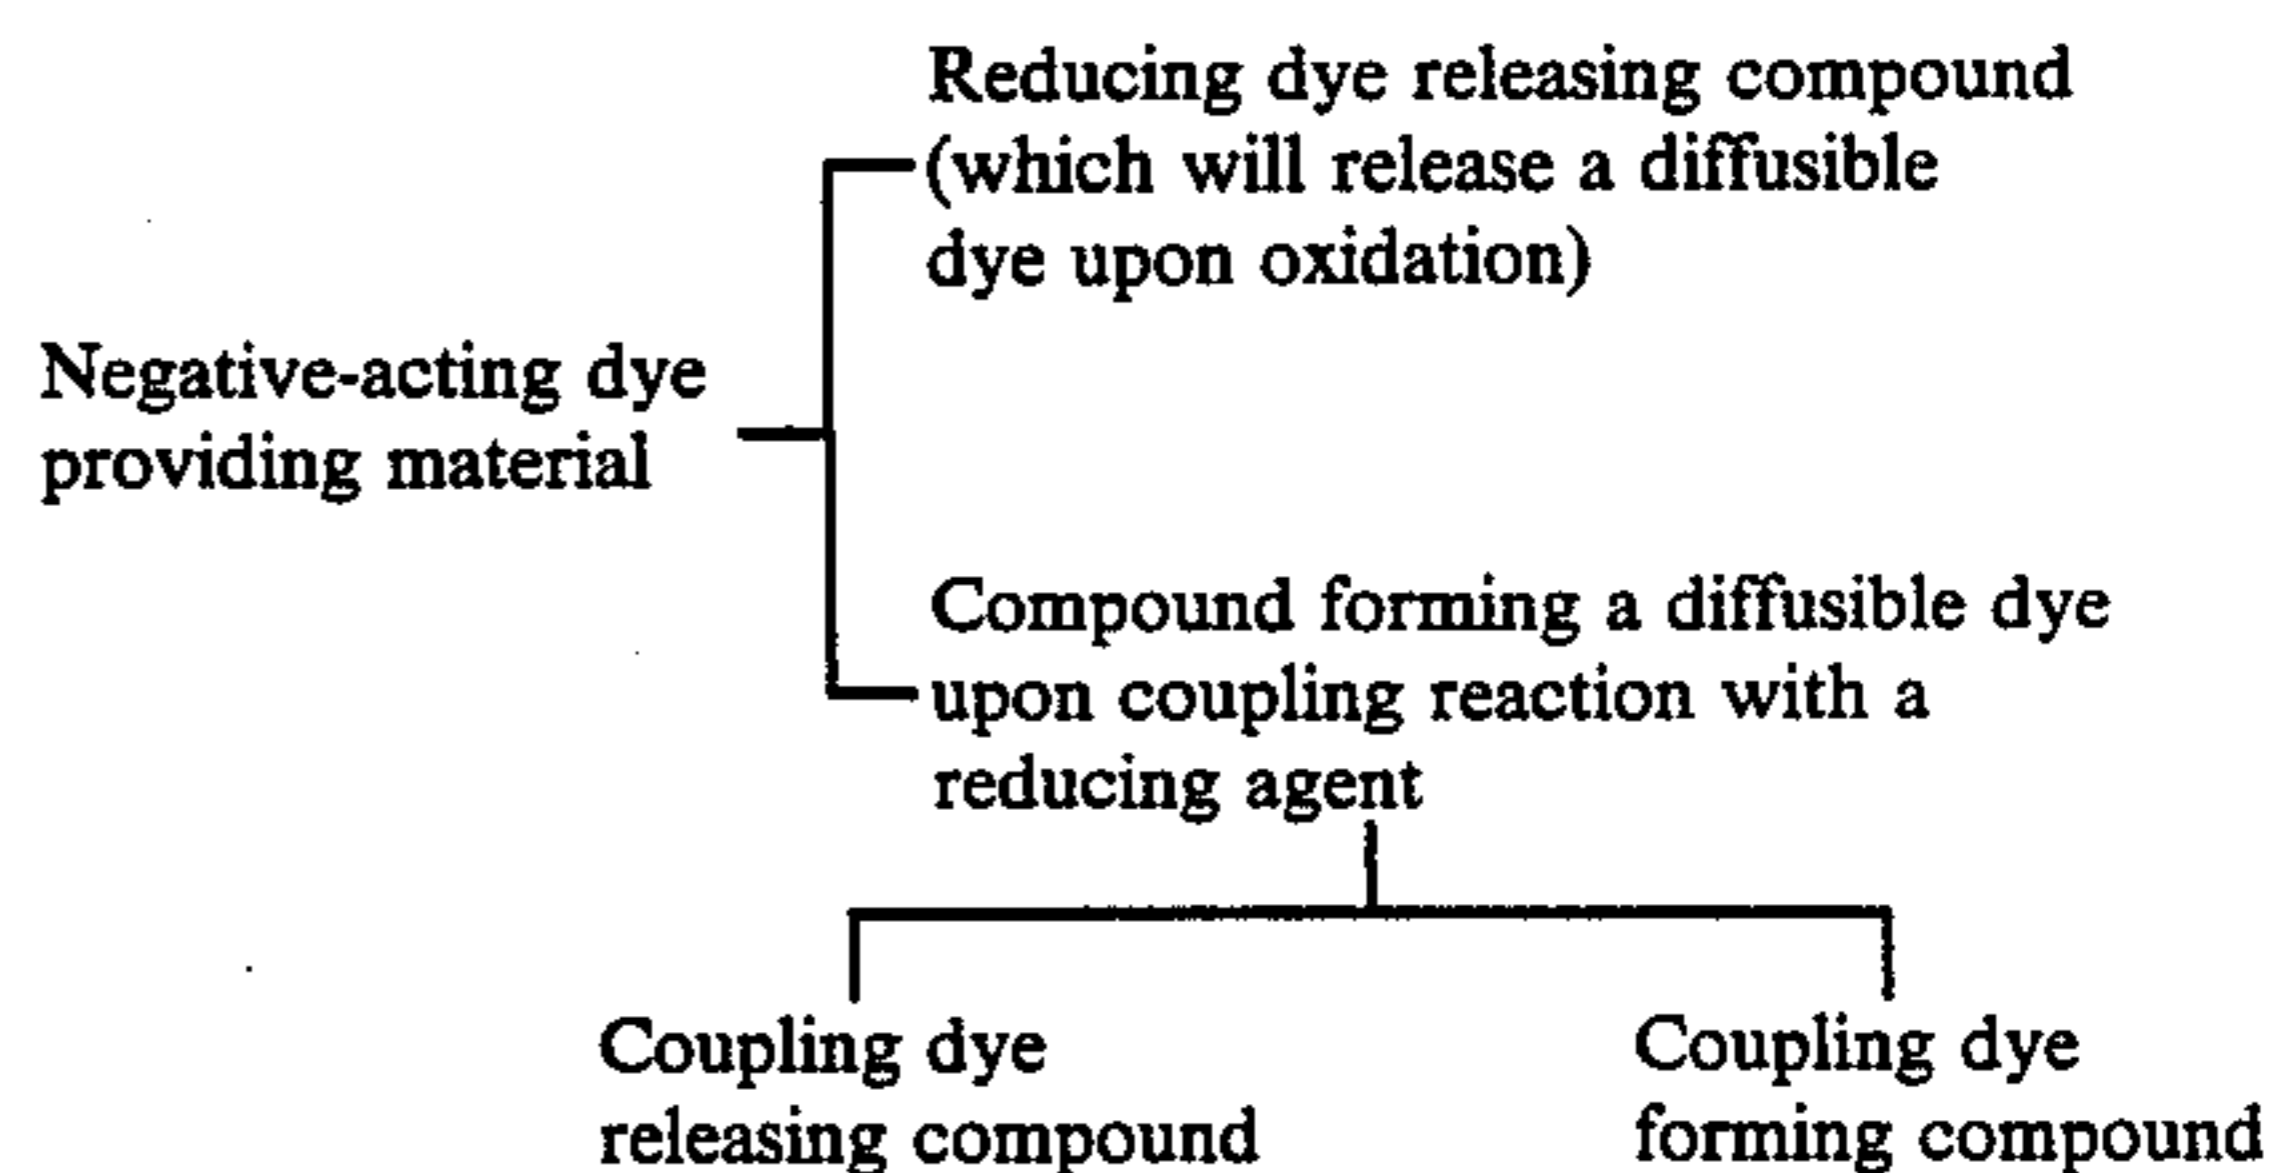 Reducing dye releasing compound
(which will release a diffusible
dye upon oxidation)
Negative-acting dye
providing material
Compound forming a diffusible dye
upon coupling reaction with a
reducing agent
Coupling dye
releasing compound
Coupling dye
forming compound